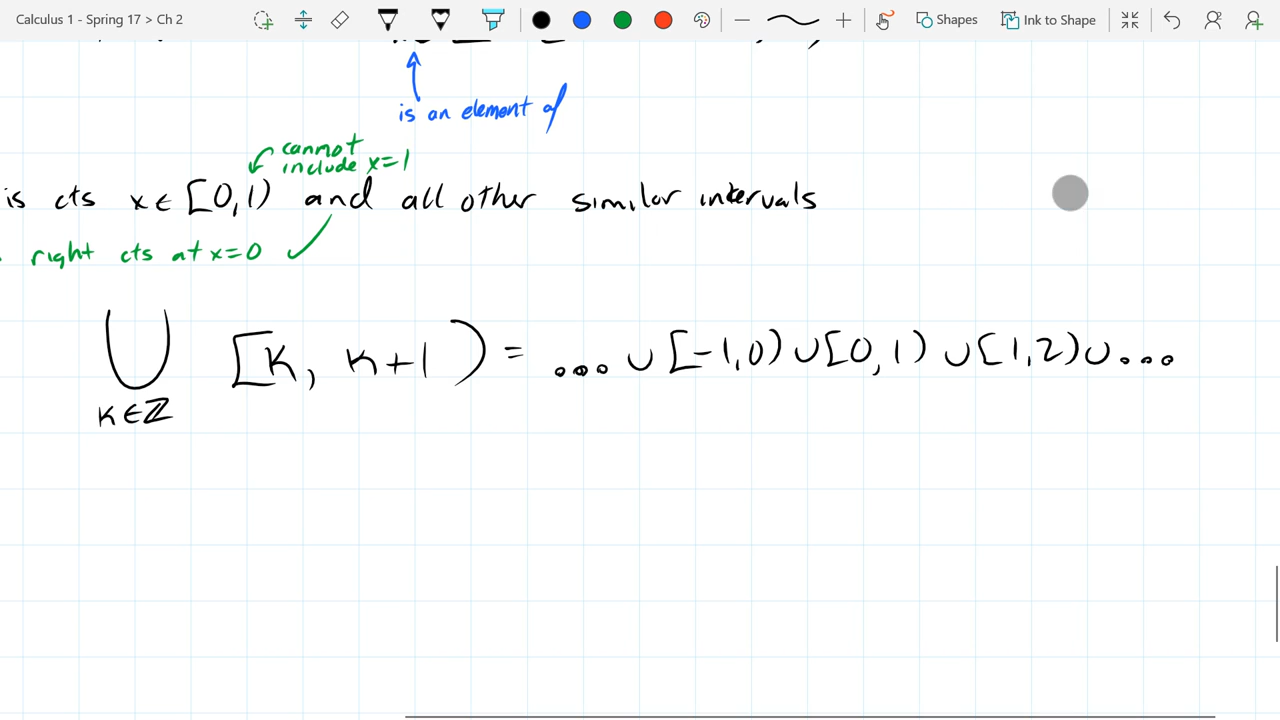 Calculus 1 - Spring 17 > Ch 2
Shapes
Ink to Shape
is an element of
cannot
include x=1
is cts x∈[0,1) and all other similar intervals
right cts at x=0
⋃ [k, k+1) = ... ∪ [-1,0) ∪ [0,1) ∪ [1,2) ∪ ...
k∈ℤ